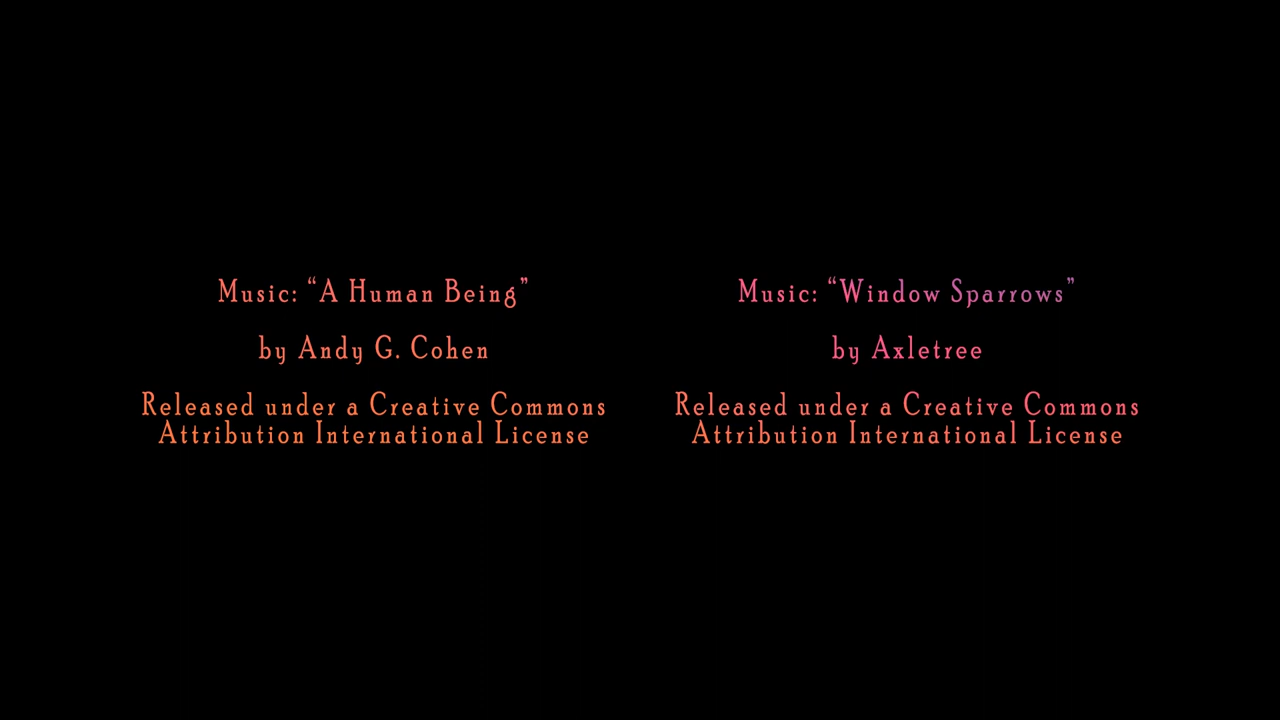 Music: “A Human Being”
by Andy G. Cohen
Released under a Creative Commons
Attribution International License
Music: “Window Sparrows”
by Axletree
Released under a Creative Commons
Attribution International License